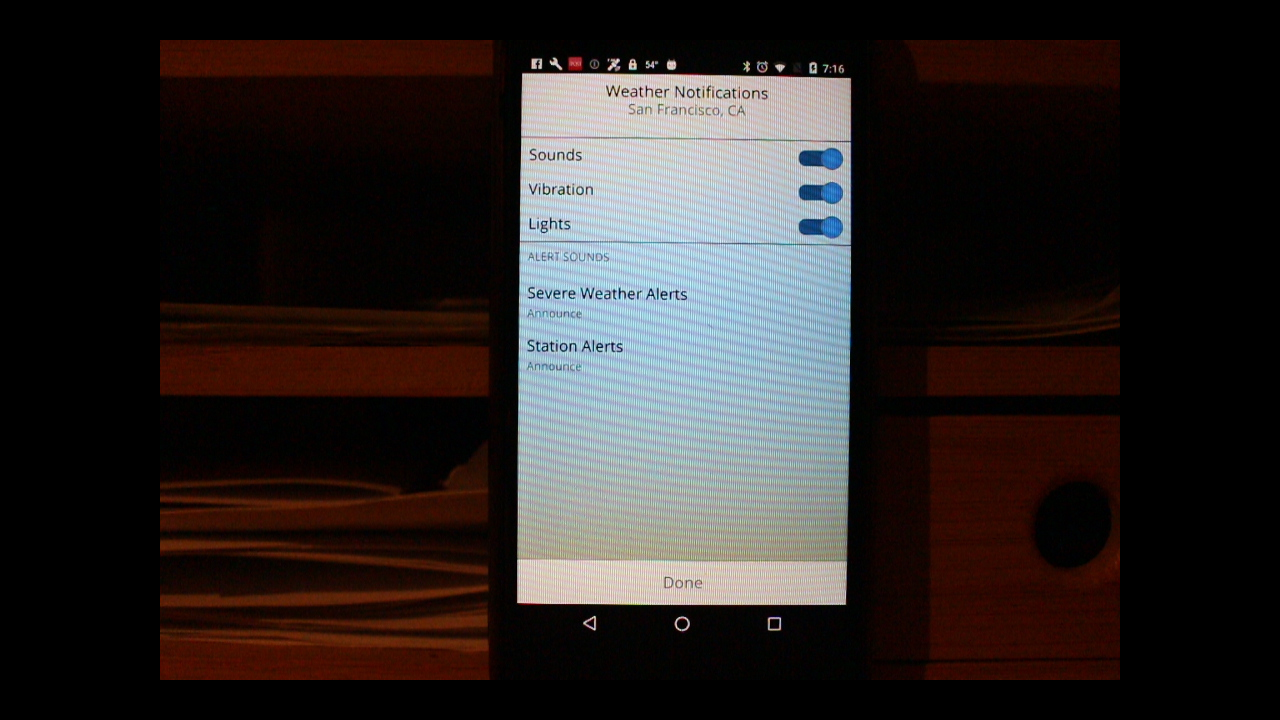 54° 7:16
Weather Notifications
San Francisco, CA
Sounds
Vibration
Lights
ALERT SOUNDS
Severe Weather Alerts
Announce
Station Alerts
Announce
Done